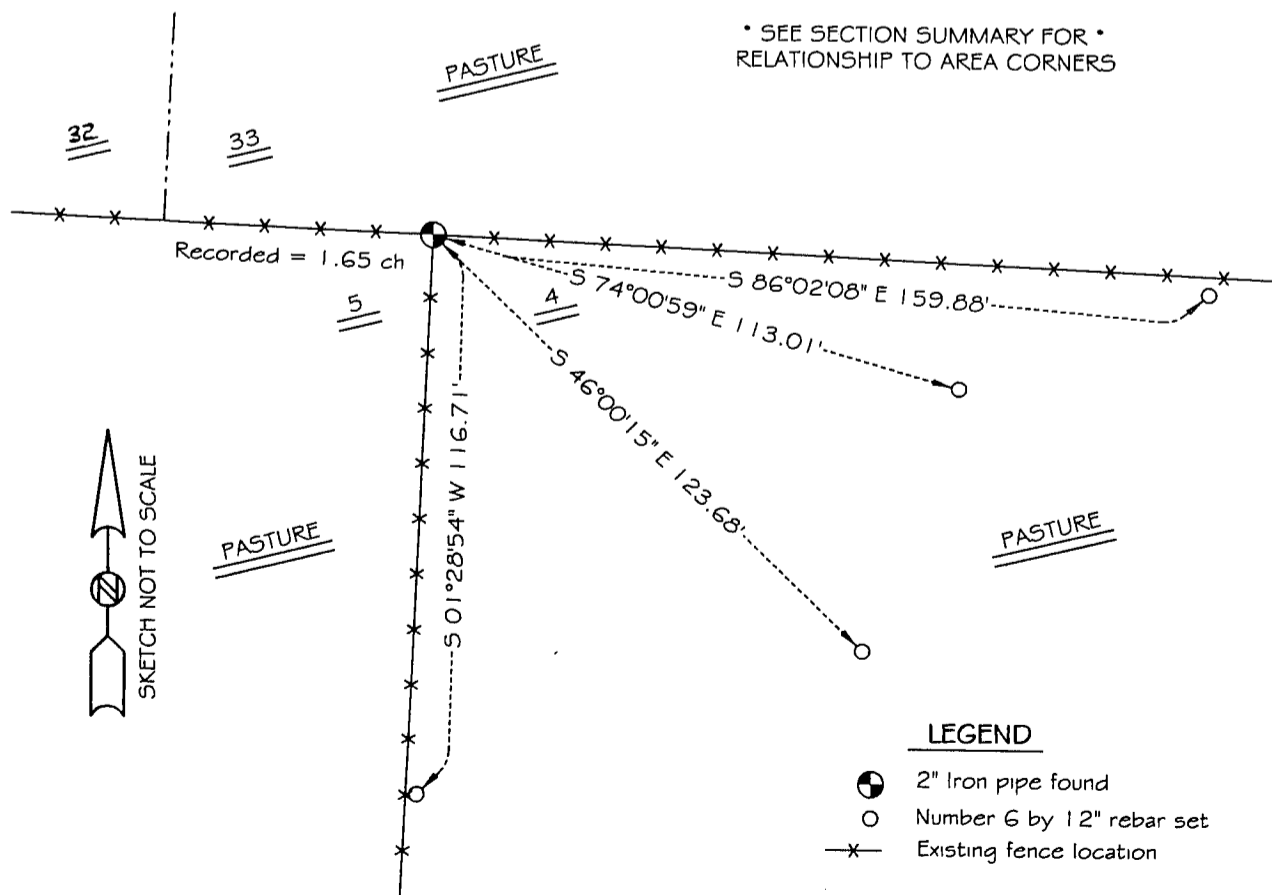 * SEE SECTION SUMMARY FOR *
RELATIONSHIP TO AREA CORNERS
PASTURE
32
33
Recorded = 1.65 ch
5
4
S 86°02'08" E 159.88'
S 74°00'59" E 113.01'
S 46°00'15" E 123.68'
S 01°28'54" W 116.71'
SKETCH NOT TO SCALE
N
PASTURE
PASTURE
LEGEND
2" Iron pipe found
Number 6 by 12" rebar set
Existing fence location